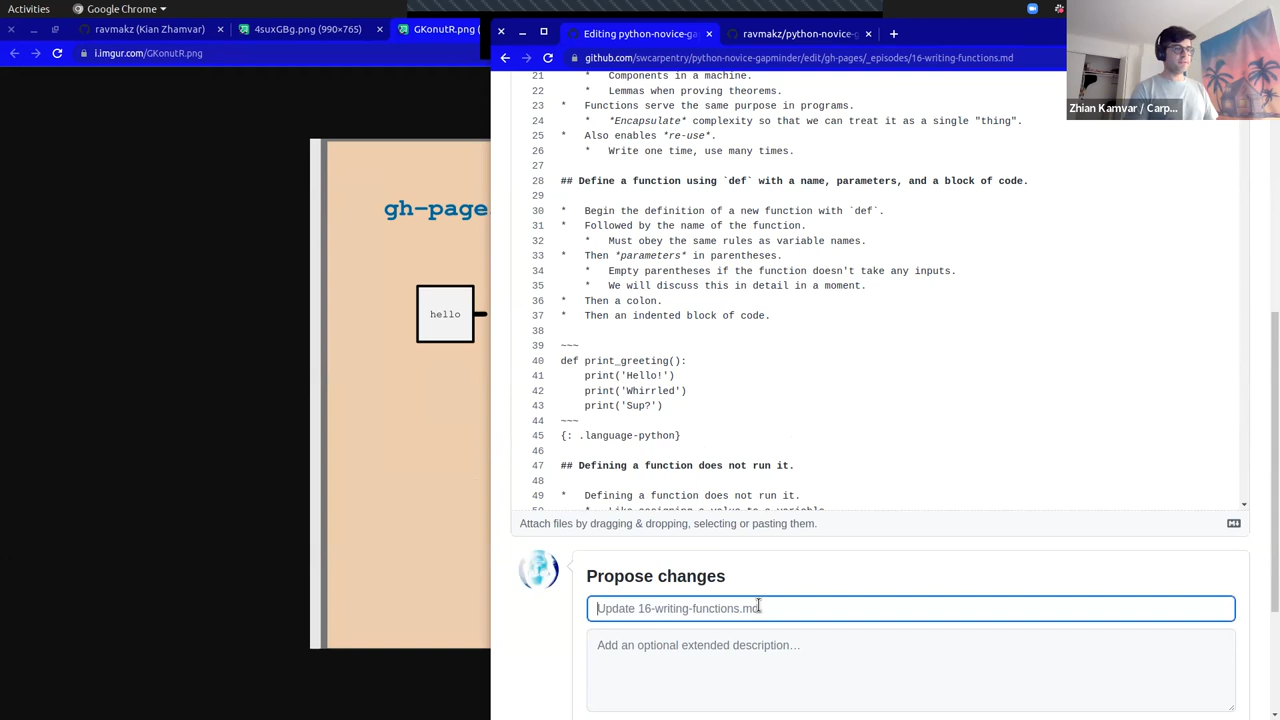 Activities
Google Chrome
ravmakz (Kian Zhamvar)
4suxGBg.png (990×765)
GKonutR.png
i.imgur.com/GKonutR.png
Editing python-novice-ga
ravmakz/python-novice-g
github.com/swcarpentry/python-novice-gapminder/edit/gh-pages/_episodes/16-writing-functions.md
Zhian Kamvar / Carp...
gh-page
hello
21 * Components in a machine.
22 * Lemmas when proving theorems.
23 * Functions serve the same purpose in programs.
24 * *Encapsulate* complexity so that we can treat it as a single "thing".
25 * Also enables *re-use*.
26 * Write one time, use many times.
27
28 ## Define a function using `def` with a name, parameters, and a block of code.
29
30 * Begin the definition of a new function with `def`.
31 * Followed by the name of the function.
32 * Must obey the same rules as variable names.
33 * Then *parameters* in parentheses.
34 * Empty parentheses if the function doesn't take any inputs.
35 * We will discuss this in detail in a moment.
36 * Then a colon.
37 * Then an indented block of code.
38
39 ~~~
40 def print_greeting():
41 print('Hello!')
42 print('Whirrled')
43 print('Sup?')
44 ~~~
45 {: .language-python}
46
47 ## Defining a function does not run it.
48
49 * Defining a function does not run it.
Attach files by dragging & dropping, selecting or pasting them.
Propose changes
Update 16-writing-functions.md
Add an optional extended description…